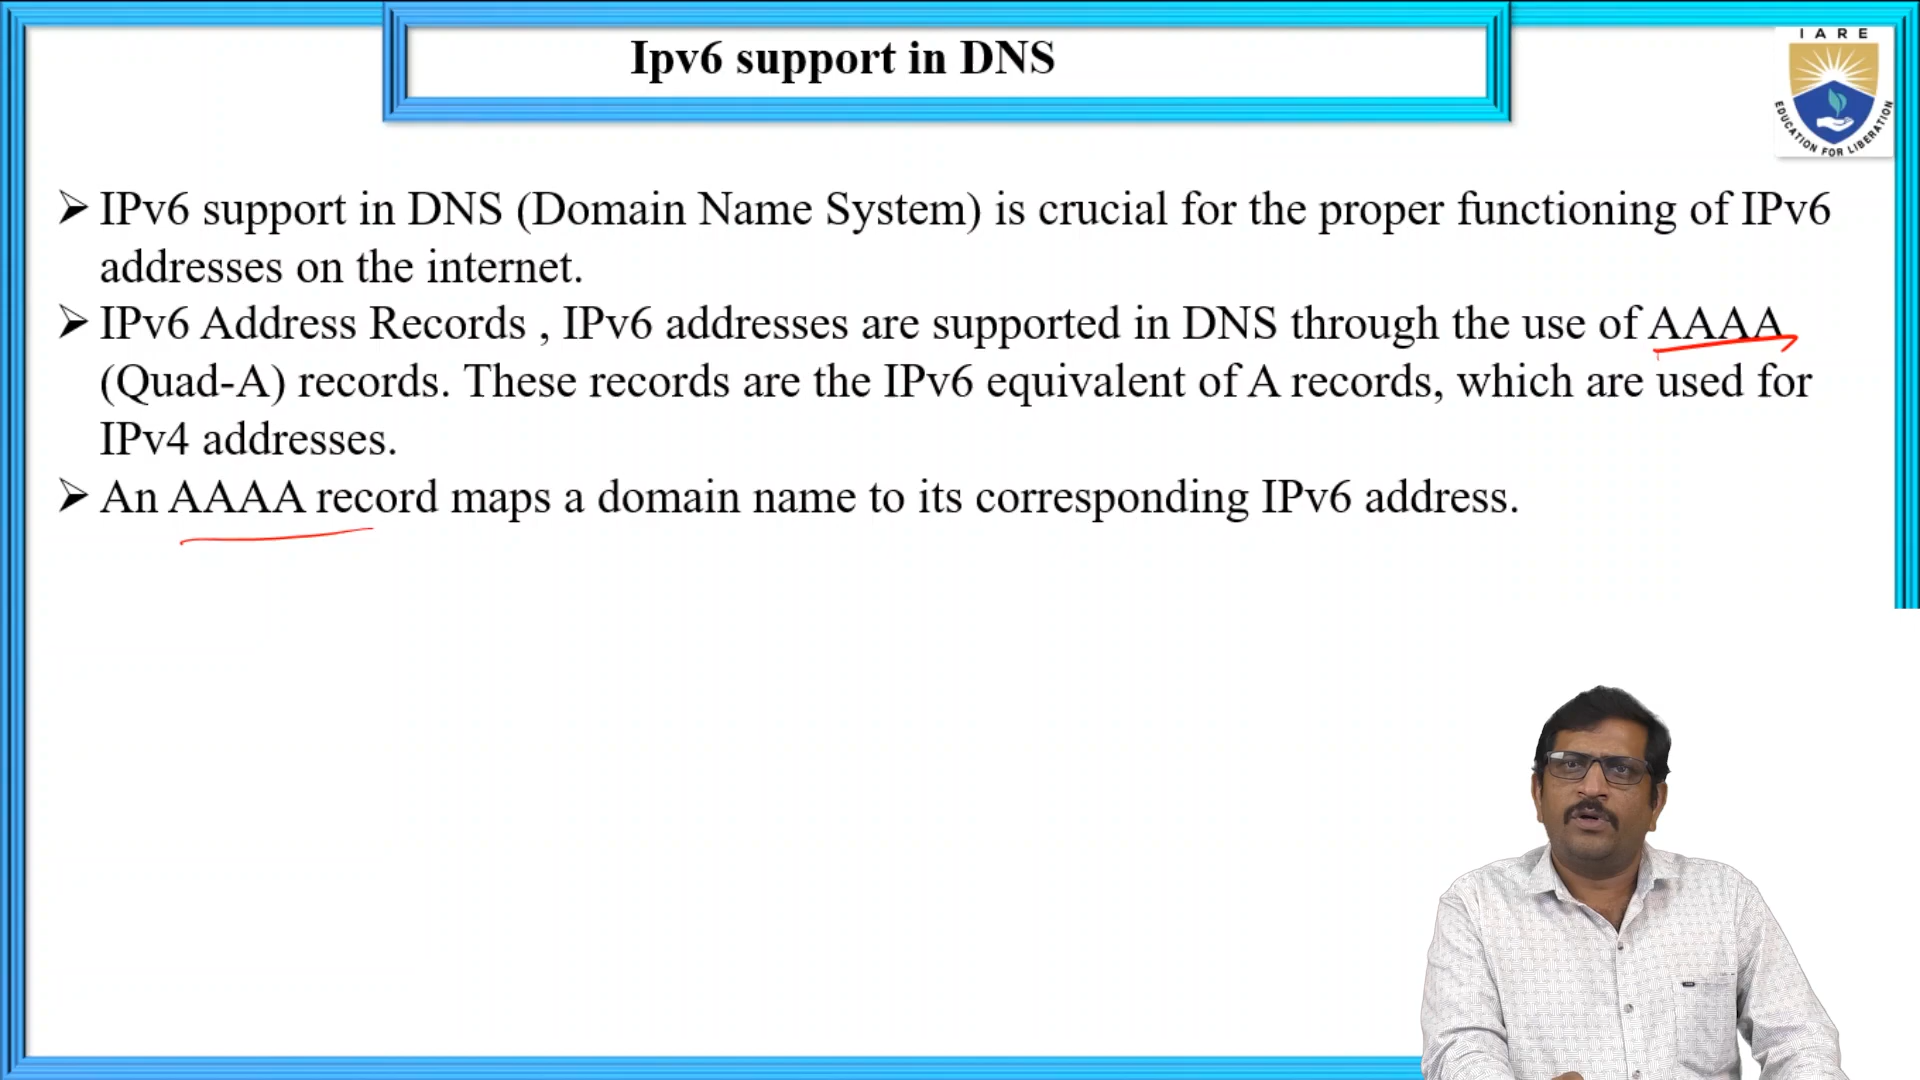 Ipv6 support in DNS
I A R E
EDUCATION FOR LIBERATION
➢ IPv6 support in DNS (Domain Name System) is crucial for the proper functioning of IPv6
addresses on the internet.
➢ IPv6 Address Records , IPv6 addresses are supported in DNS through the use of AAAA
(Quad-A) records. These records are the IPv6 equivalent of A records, which are used for
IPv4 addresses.
➢ An AAAA record maps a domain name to its corresponding IPv6 address.